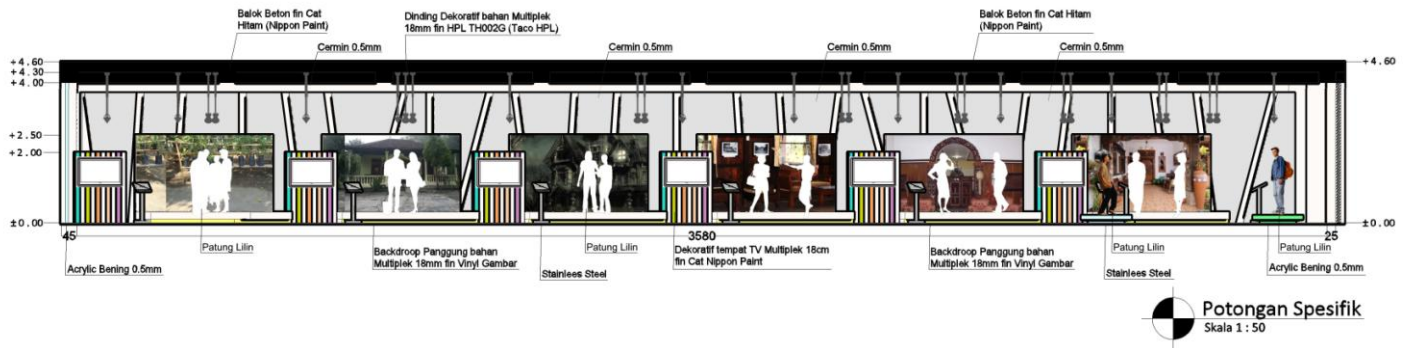 Balok Beton fin Cat
Hitam (Nippon Paint)
Dinding Dekoratif bahan Multiplek
18mm fin HPL TH002G (Taco HPL)
Balok Beton fin Cat Hitam
(Nippon Paint)
Cermin 0.5mm
Cermin 0.5mm
Cermin 0.5mm
Cermin 0.5mm
+4.60
+4.30
+4.00
+2.50
+2.00
±0.00
+4.60
±0.00
45
3580
25
Patung Lilin
Patung Lilin
Patung Lilin
Patung Lilin
Acrylic Bening 0.5mm
Backdroop Panggung bahan
Multiplek 18mm fin Vinyl Gambar
Stainlees Steel
Dekoratif tempat TV Multiplek 18cm
fin Cat Nippon Paint
Backdroop Panggung bahan
Multiplek 18mm fin Vinyl Gambar
Stainlees Steel
Acrylic Bening 0.5mm
Potongan Spesifik
Skala 1 : 50